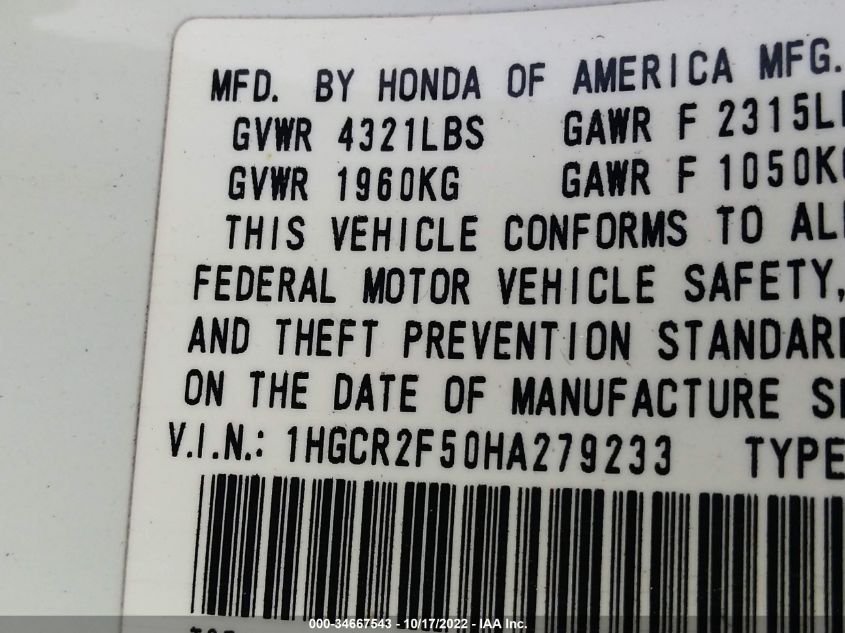 MFD. BY HONDA OF AMERICA MFG.
GVWR 4321LBS GAWR F 2315L
GVWR 1960KG GAWR F 1050K
THIS VEHICLE CONFORMS TO AL
FEDERAL MOTOR VEHICLE SAFETY,
AND THEFT PREVENTION STANDAR
ON THE DATE OF MANUFACTURE S
V.I.N.: 1HGCR2F50HA279233 TYPE
000-34667543 - 10/17/2022 - IAA Inc.